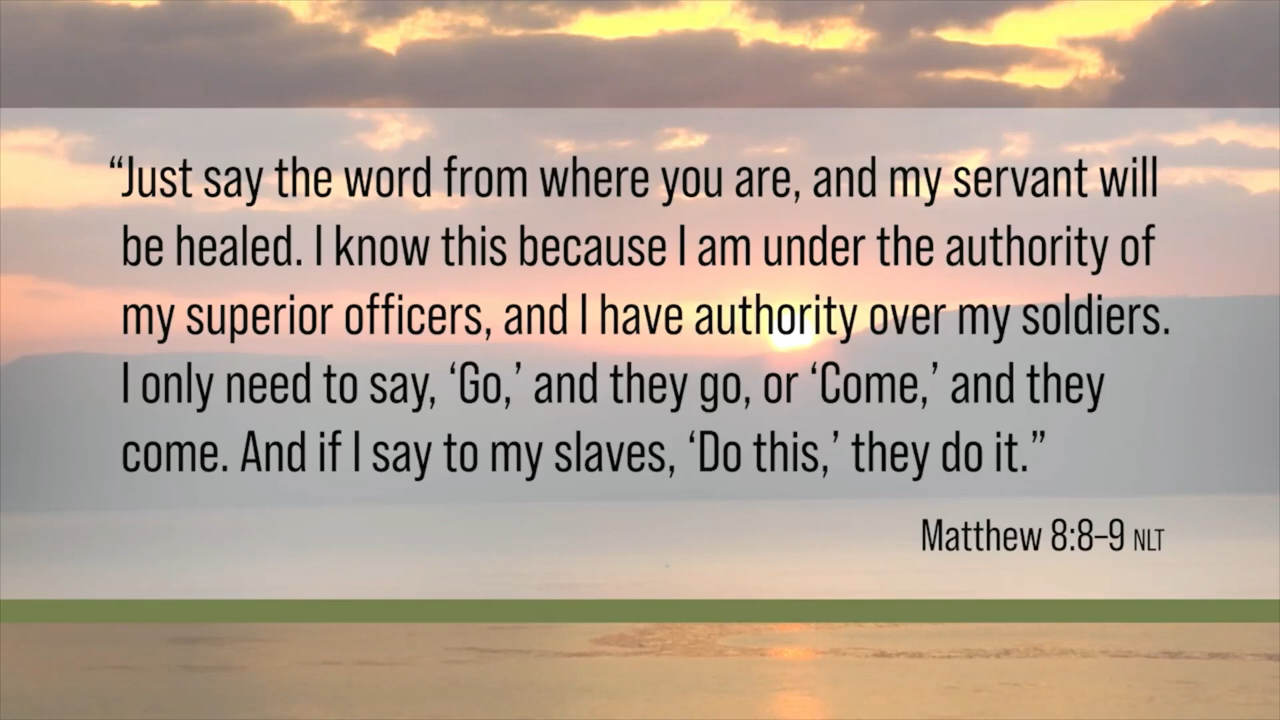 “Just say the word from where you are, and my servant will
be healed. I know this because I am under the authority of
my superior officers, and I have authority over my soldiers.
I only need to say, ‘Go,’ and they go, or ‘Come,’ and they
come. And if I say to my slaves, ‘Do this,’ they do it.”
Matthew 8:8–9 NLT